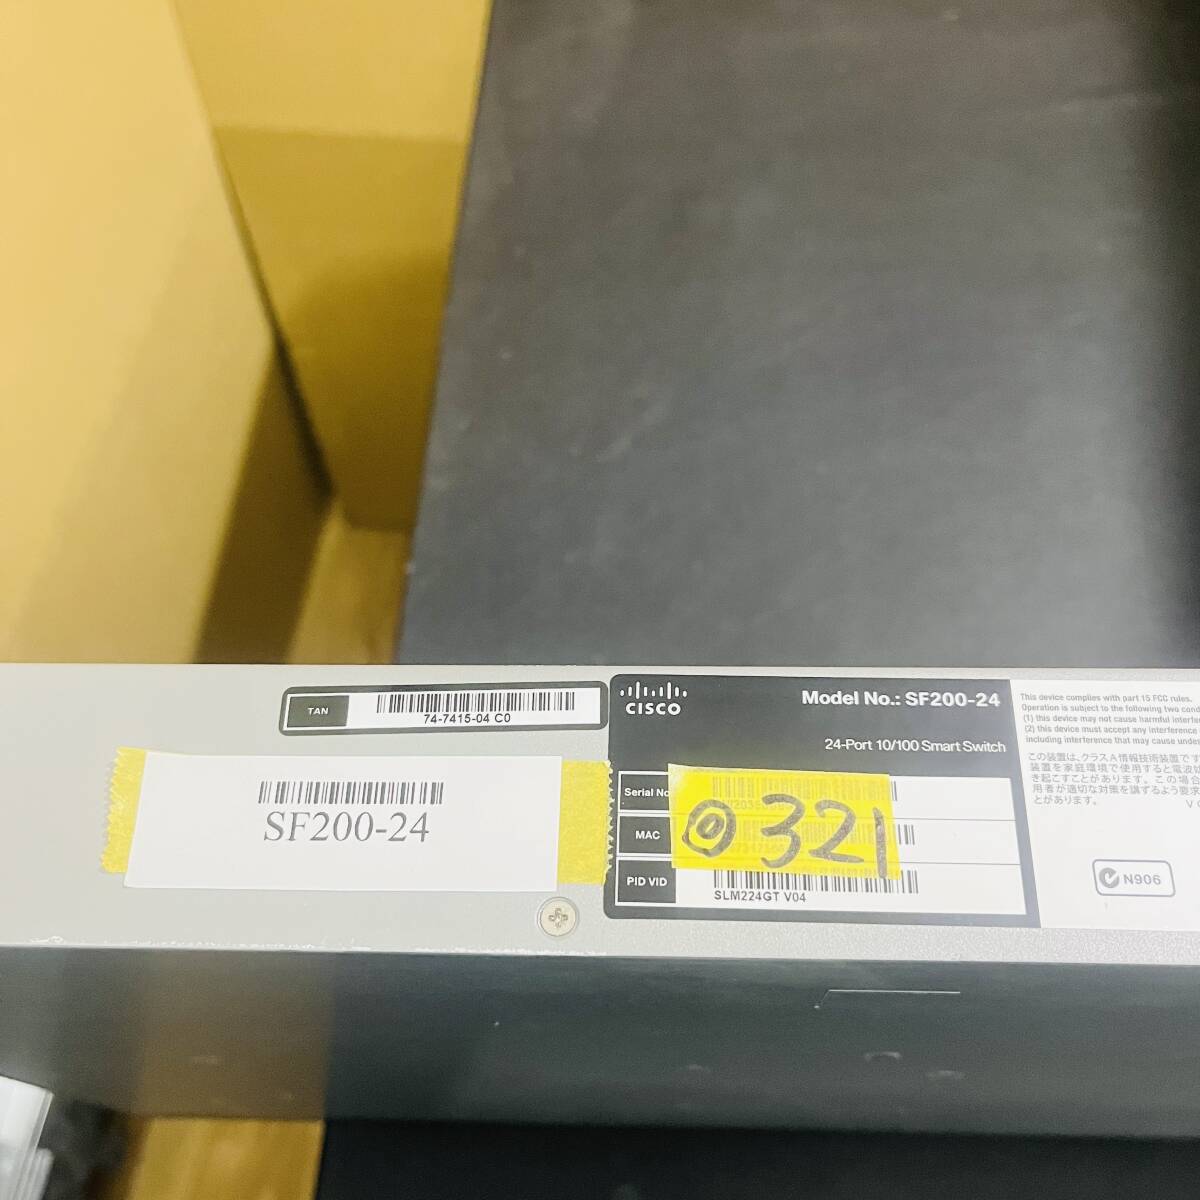 TAN
74-7415-04 C0
SF200-24
CISCO
Model No.: SF200-24
24-Port 10/100 Smart Switch
Serial No
MAC
◎321
PID VID
SLM224GT V04
This device complies with part 15 FCC rules.
Operation is subject to the following two cond
(1) this device may not cause harmful interfe
(2) this device must accept any interference
including interference that may cause unde
この装置は、クラスA情報技術装置です
装置を家庭環境で使用すると電波妨
き起こすことがあります。この場合
用者が適切な対策を講ずるよう要求
とがあります。
N906